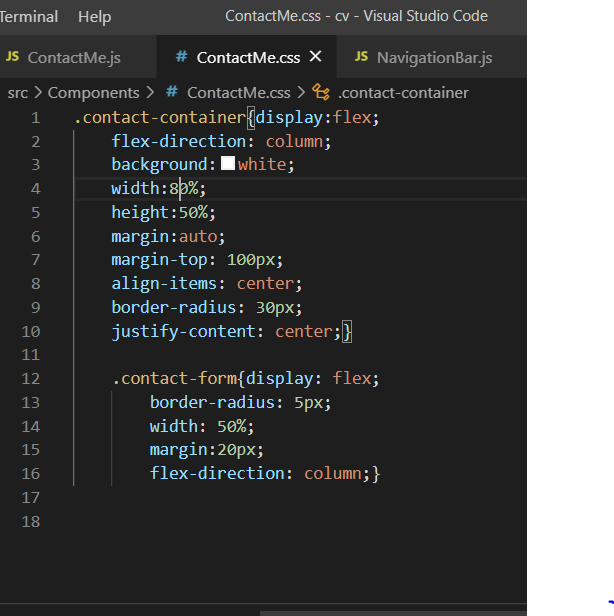 Terminal Help ContactMe.css - cv - Visual Studio Code
JS ContactMe.js # ContactMe.css × JS NavigationBar.js
src > Components > # ContactMe.css > .contact-container
1 .contact-container{display:flex;
2 flex-direction: column;
3 background: white;
4 width:80%;
5 height:50%;
6 margin:auto;
7 margin-top: 100px;
8 align-items: center;
9 border-radius: 30px;
10 justify-content: center;}
11
12 .contact-form{display: flex;
13 border-radius: 5px;
14 width: 50%;
15 margin:20px;
16 flex-direction: column;}
17
18